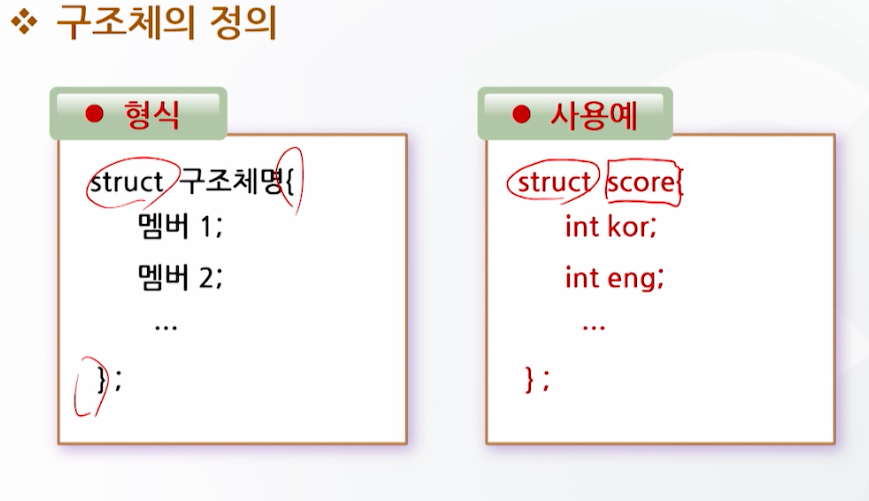 ❖ 구조체의 정의
● 형식
struct 구조체명{
멤버 1;
멤버 2;
...
};
● 사용예
struct score{
int kor;
int eng;
...
};